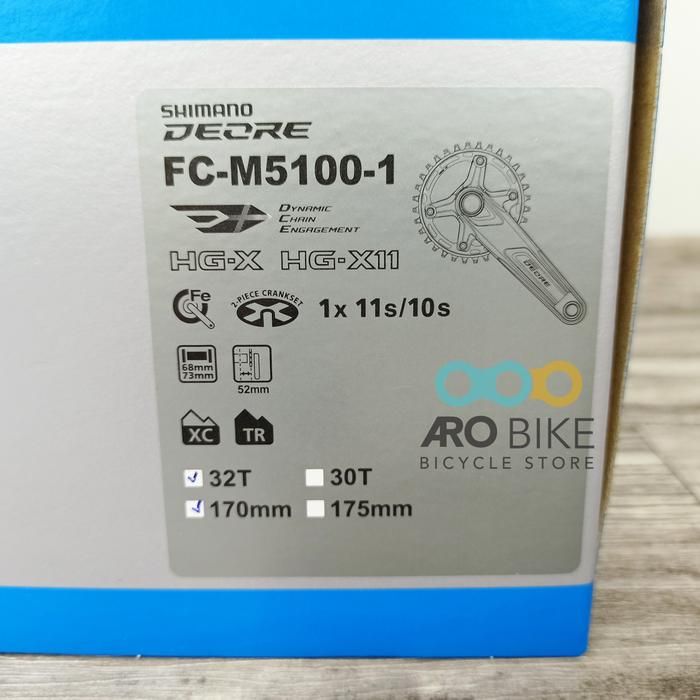 SHIMANO
DEORE
FC-M5100-1
DYNAMIC
CHAIN
ENGAGEMENT
HG-X HG-X11
Fe
2-PIECE CRANKSET
1x 11s/10s
68mm
73mm
52mm
DEORE
XC TR
ARO BIKE
BICYCLE STORE
32T 30T
170mm 175mm